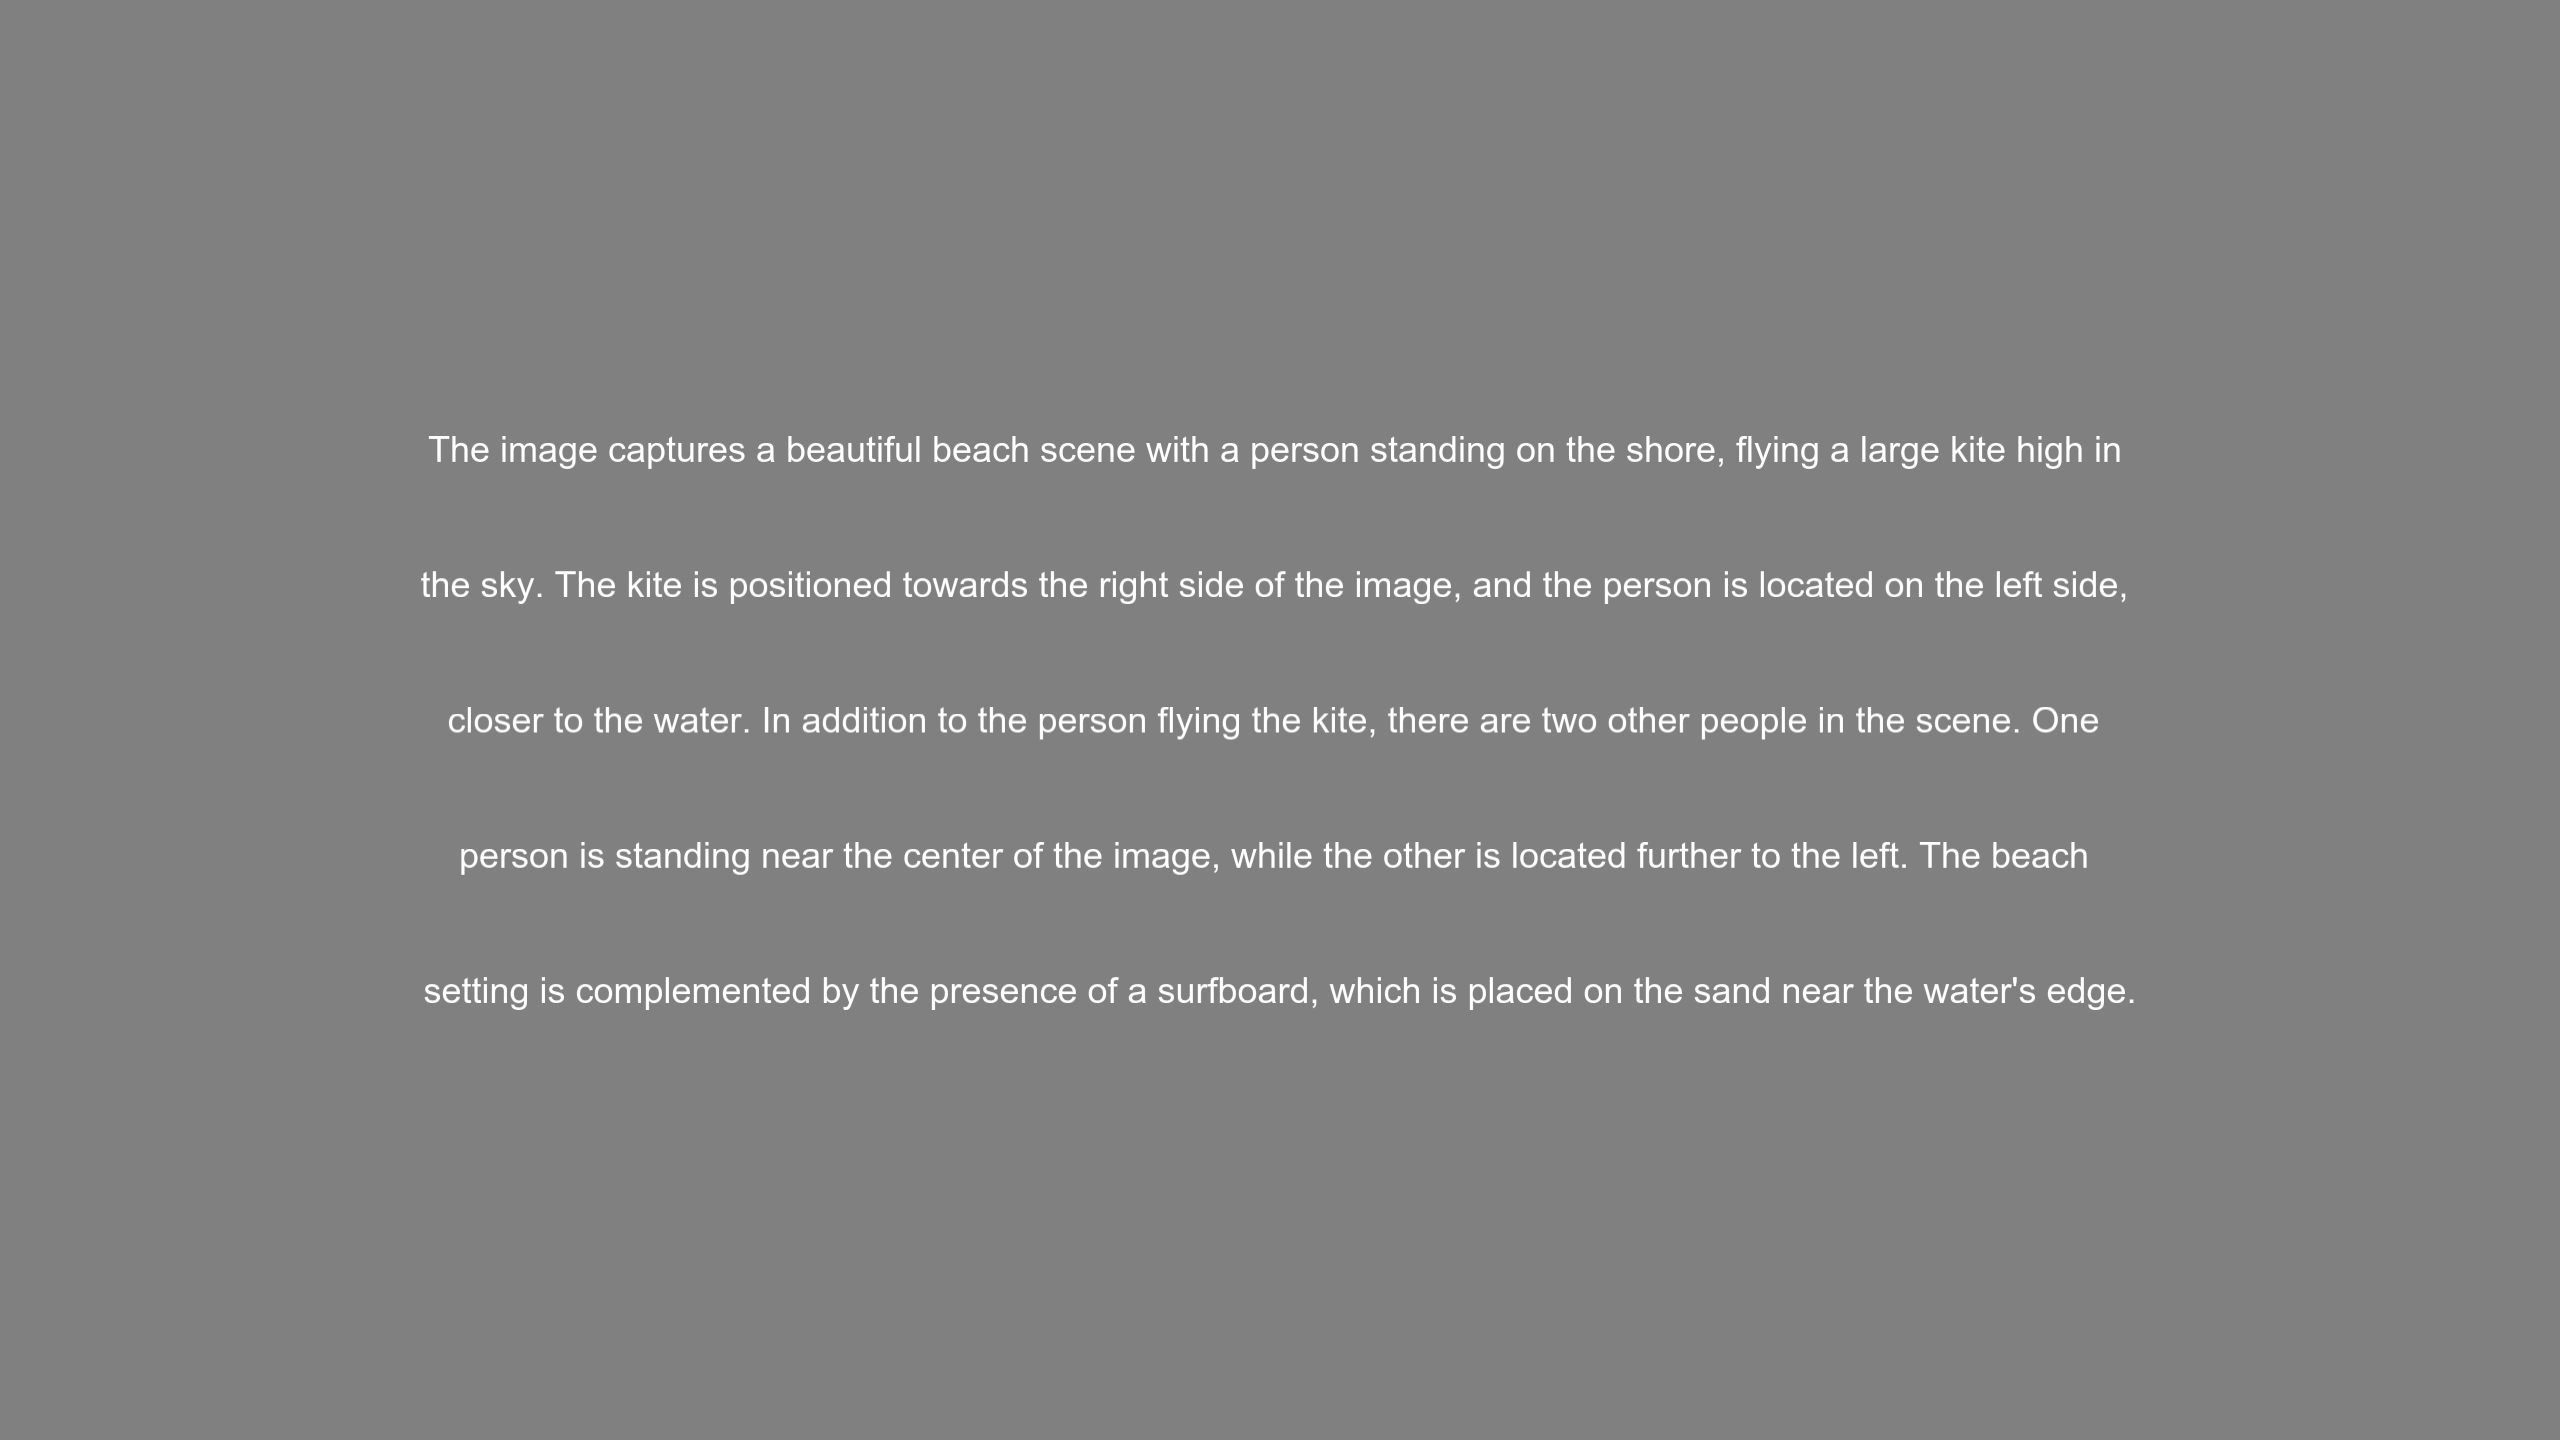 The image captures a beautiful beach scene with a person standing on the shore, flying a large kite high in
the sky. The kite is positioned towards the right side of the image, and the person is located on the left side,
closer to the water. In addition to the person flying the kite, there are two other people in the scene. One
person is standing near the center of the image, while the other is located further to the left. The beach
setting is complemented by the presence of a surfboard, which is placed on the sand near the water's edge.